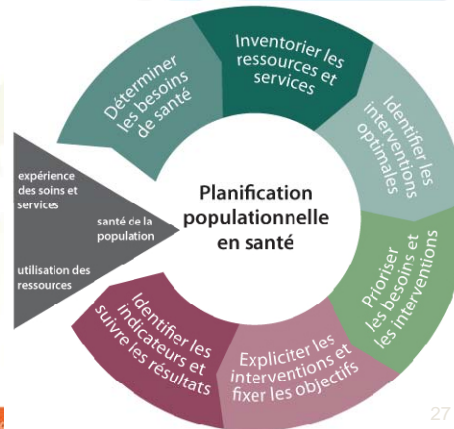 Déterminer
les besoins
de santé
Inventorier les
ressources et
services
Identifier les
interventions
optimales
Prioriser
les besoins et
les interventions
Expliciter les
interventions et
fixer les objectifs
Identifier les
indicateurs et
suivre les résultats
expérience
des soins et
services
santé de la
population
utilisation des
ressources
Planification
populationnelle
en santé
27